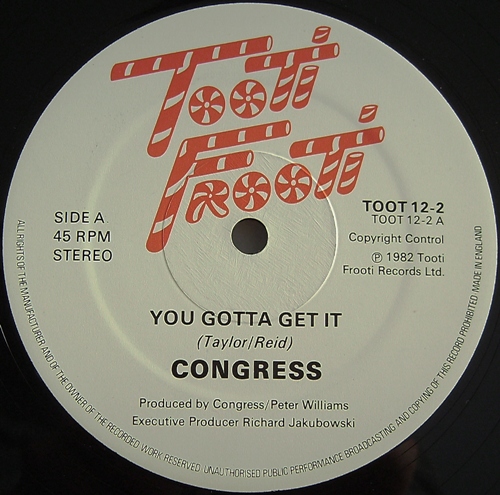 Tooti
Frooti
SIDE A
45 RPM
STEREO
TOOT 12-2
TOOT 12-2 A
Copyright Control
℗ 1982 Tooti
Frooti Records Ltd.
YOU GOTTA GET IT
(Taylor/Reid)
CONGRESS
Produced by Congress/Peter Williams
Executive Producer Richard Jakubowski
ALL RIGHTS OF THE MANUFACTURER AND OF THE OWNER OF THE RECORDED WORK RESERVED. UNAUTHORISED PUBLIC PERFORMANCE BROADCASTING AND COPYING OF THIS RECORD PROHIBITED. MADE IN ENGLAND